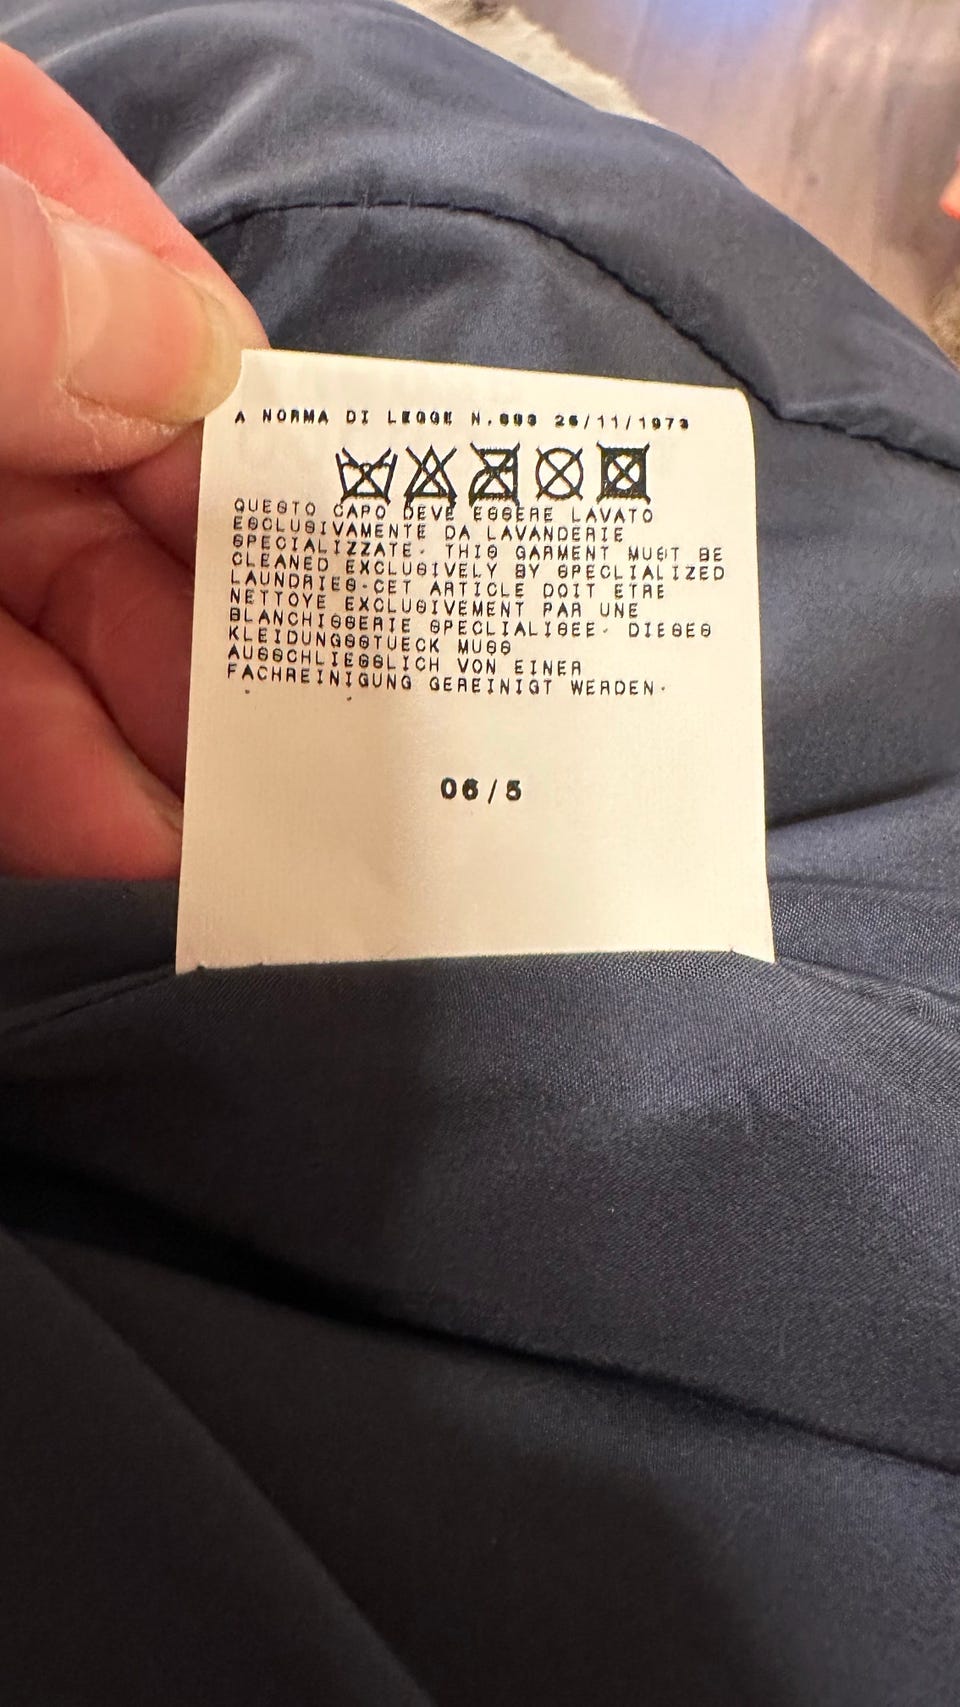 A NORMA DI LEGGE N.883 26/11/1973
QUESTO CAPO DEVE ESSERE LAVATO
ESCLUSIVAMENTE DA LAVANDERIE
SPECIALIZZATE. THIS GARMENT MUST BE
CLEANED EXCLUSIVELY BY SPECLIALIZED
LAUNDRIES.CET ARTICLE DOIT ETRE
NETTOYE EXCLUSIVEMENT PAR UNE
BLANCHISSERIE SPECLIALISEE. DIESES
KLEIDUNGSSTUECK MUSS
AUSSCHLIESSLICH VON EINER
FACHREINIGUNG GEREINIGT WERDEN.
06/5